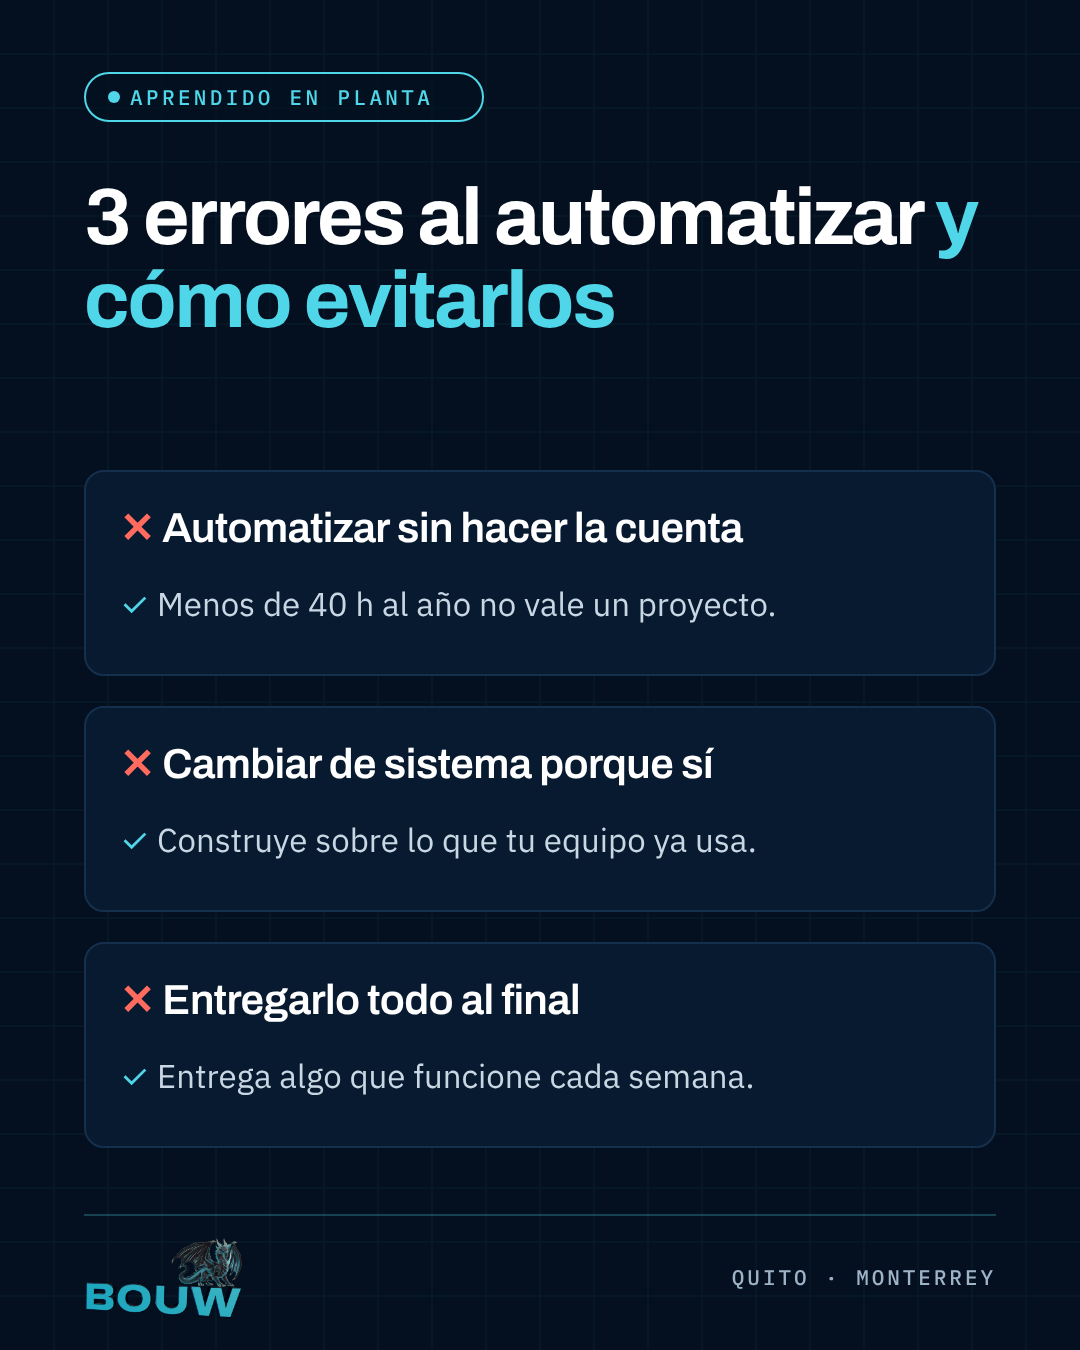 APRENDIDO EN PLANTA
3 errores al automatizar y
cómo evitarlos
✕ Automatizar sin hacer la cuenta
✓ Menos de 40 h al año no vale un proyecto.
✕ Cambiar de sistema porque sí
✓ Construye sobre lo que tu equipo ya usa.
✕ Entregarlo todo al final
✓ Entrega algo que funcione cada semana.
BOUW
QUITO · MONTERREY